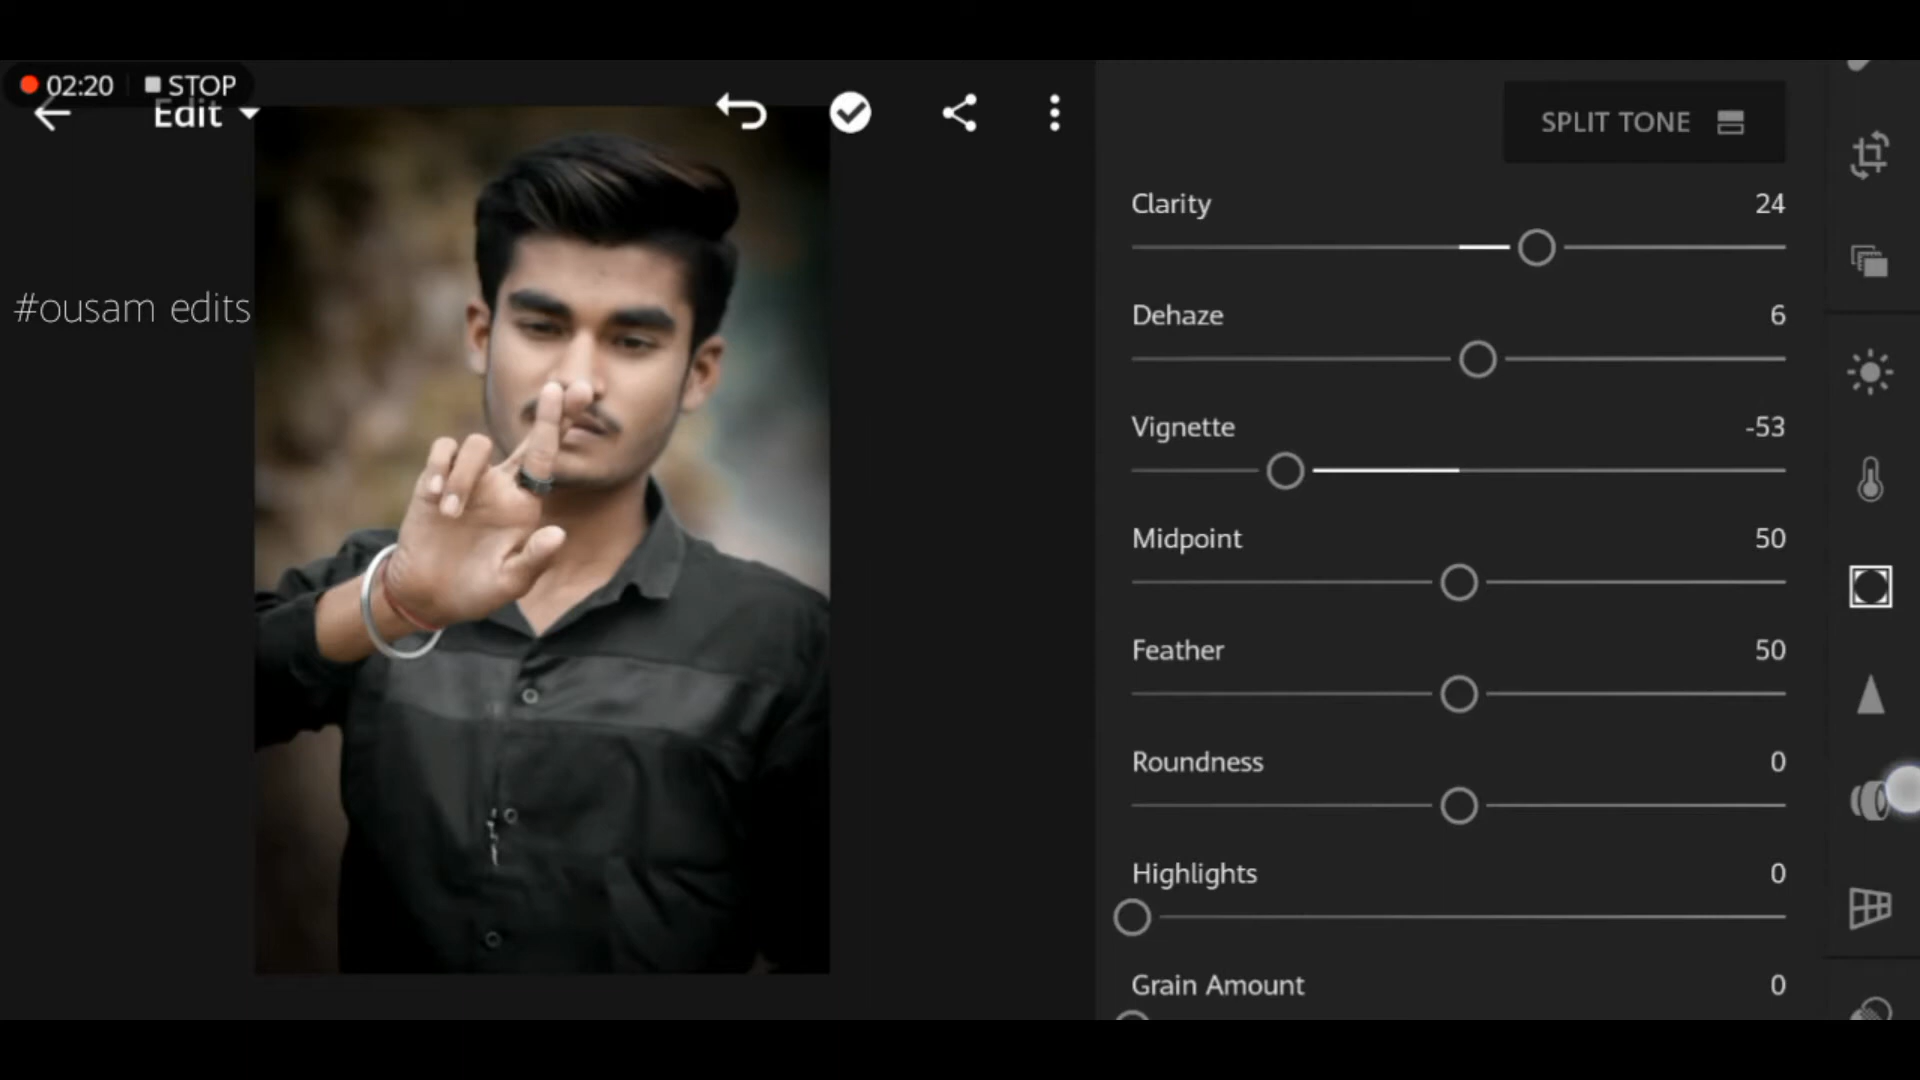 02:20 STOP
Edit
#ousam edits
SPLIT TONE
Clarity 24
Dehaze 6
Vignette -53
Midpoint 50
Feather 50
Roundness 0
Highlights 0
Grain Amount 0